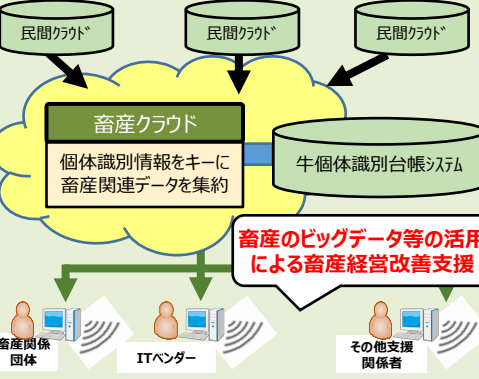 民間ｸﾗｳﾄﾞ
民間ｸﾗｳﾄﾞ
民間ｸﾗｳﾄﾞ
畜産クラウド
個体識別情報をキーに
畜産関連データを集約
牛個体識別台帳ｼｽﾃﾑ
畜産のビッグデータ等の活用
による畜産経営改善支援
畜産関係
団体
ITベンダー
その他支援
関係者